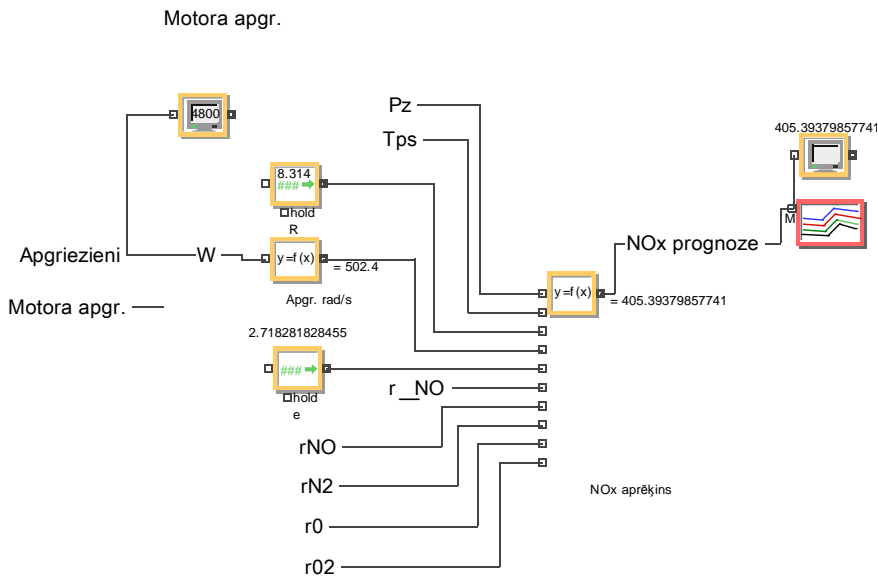 Motora apgr.
4800
Pz
Tps
405.39379857741
8.314
###
hold
R
M
NOx prognoze
Apgriezieni
W
y=f(x)
= 502.4
Apgr. rad/s
y=f(x)
= 405.39379857741
Motora apgr.
2.718281828455
###
hold
e
r__NO
rNO
rN2
NOx aprēķins
r0
r02